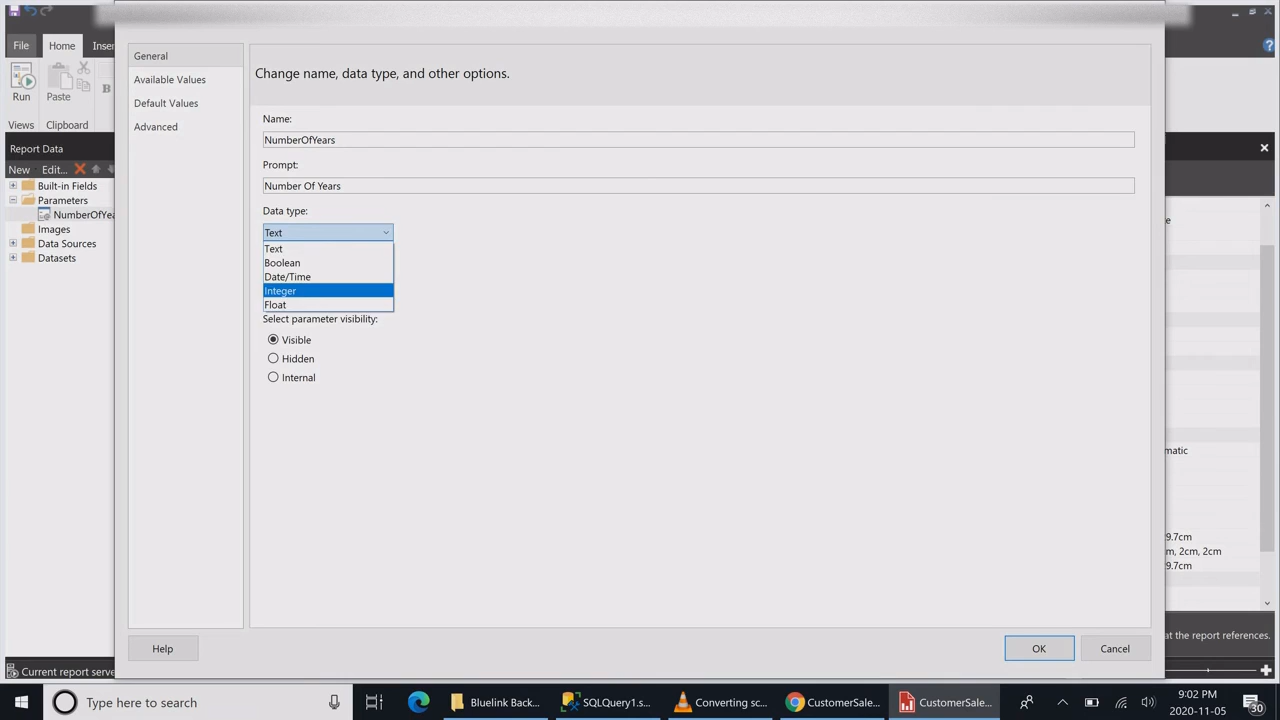 File
Home
Inser
Run
Paste
B
Views
Clipboard
Report Data
New
Edit...
Built-in Fields
Parameters
NumberOfYea
Images
Data Sources
Datasets
Current report serve
General
Available Values
Default Values
Advanced
Change name, data type, and other options.
Name:
NumberOfYears
Prompt:
Number Of Years
Data type:
Text
Text
Boolean
Date/Time
Integer
Float
Select parameter visibility:
Visible
Hidden
Internal
Help
OK
Cancel
e
matic
9.7cm
m, 2cm, 2cm
9.7cm
at the report references.
Type here to search
Bluelink Back...
SQLQuery1.s...
Converting sc...
CustomerSale...
CustomerSale...
9:02 PM
2020-11-05
30